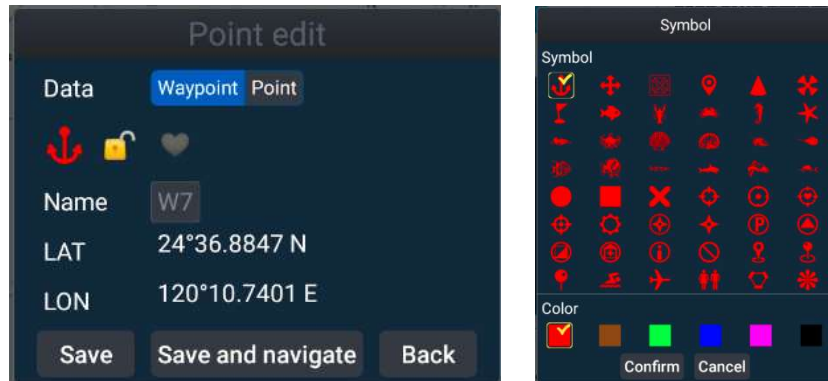 Point edit
Data Waypoint Point
Name W7
LAT 24°36.8847 N
LON 120°10.7401 E
Save Save and navigate Back
Symbol
Symbol
Color
Confirm Cancel